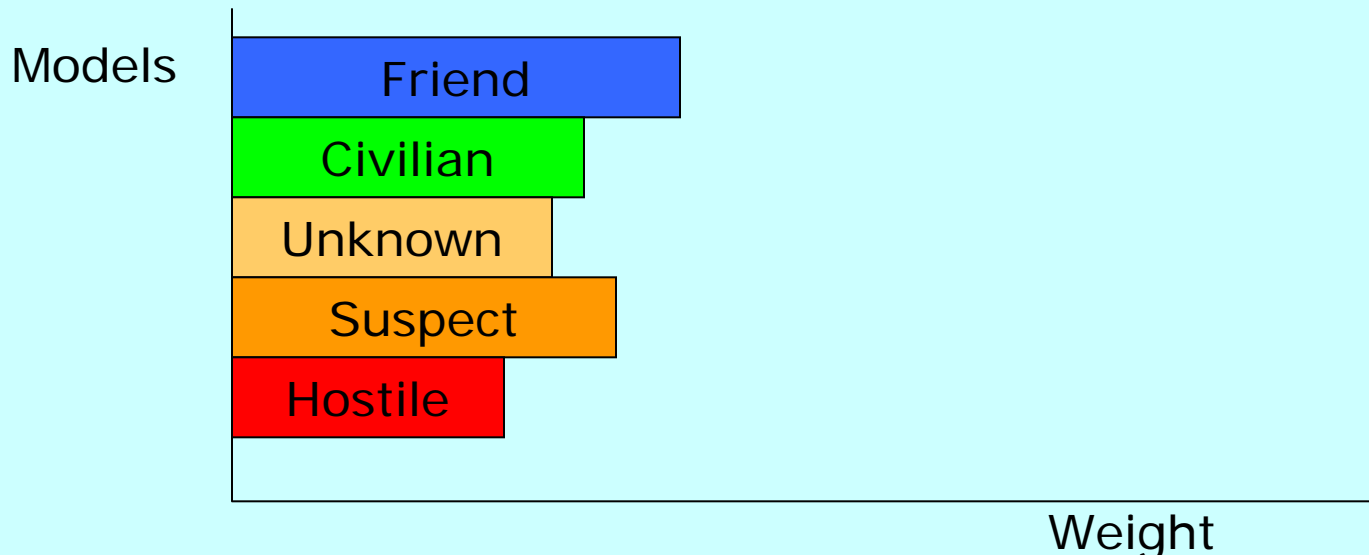 Models
Friend
Civilian
Unknown
Suspect
Hostile
Weight